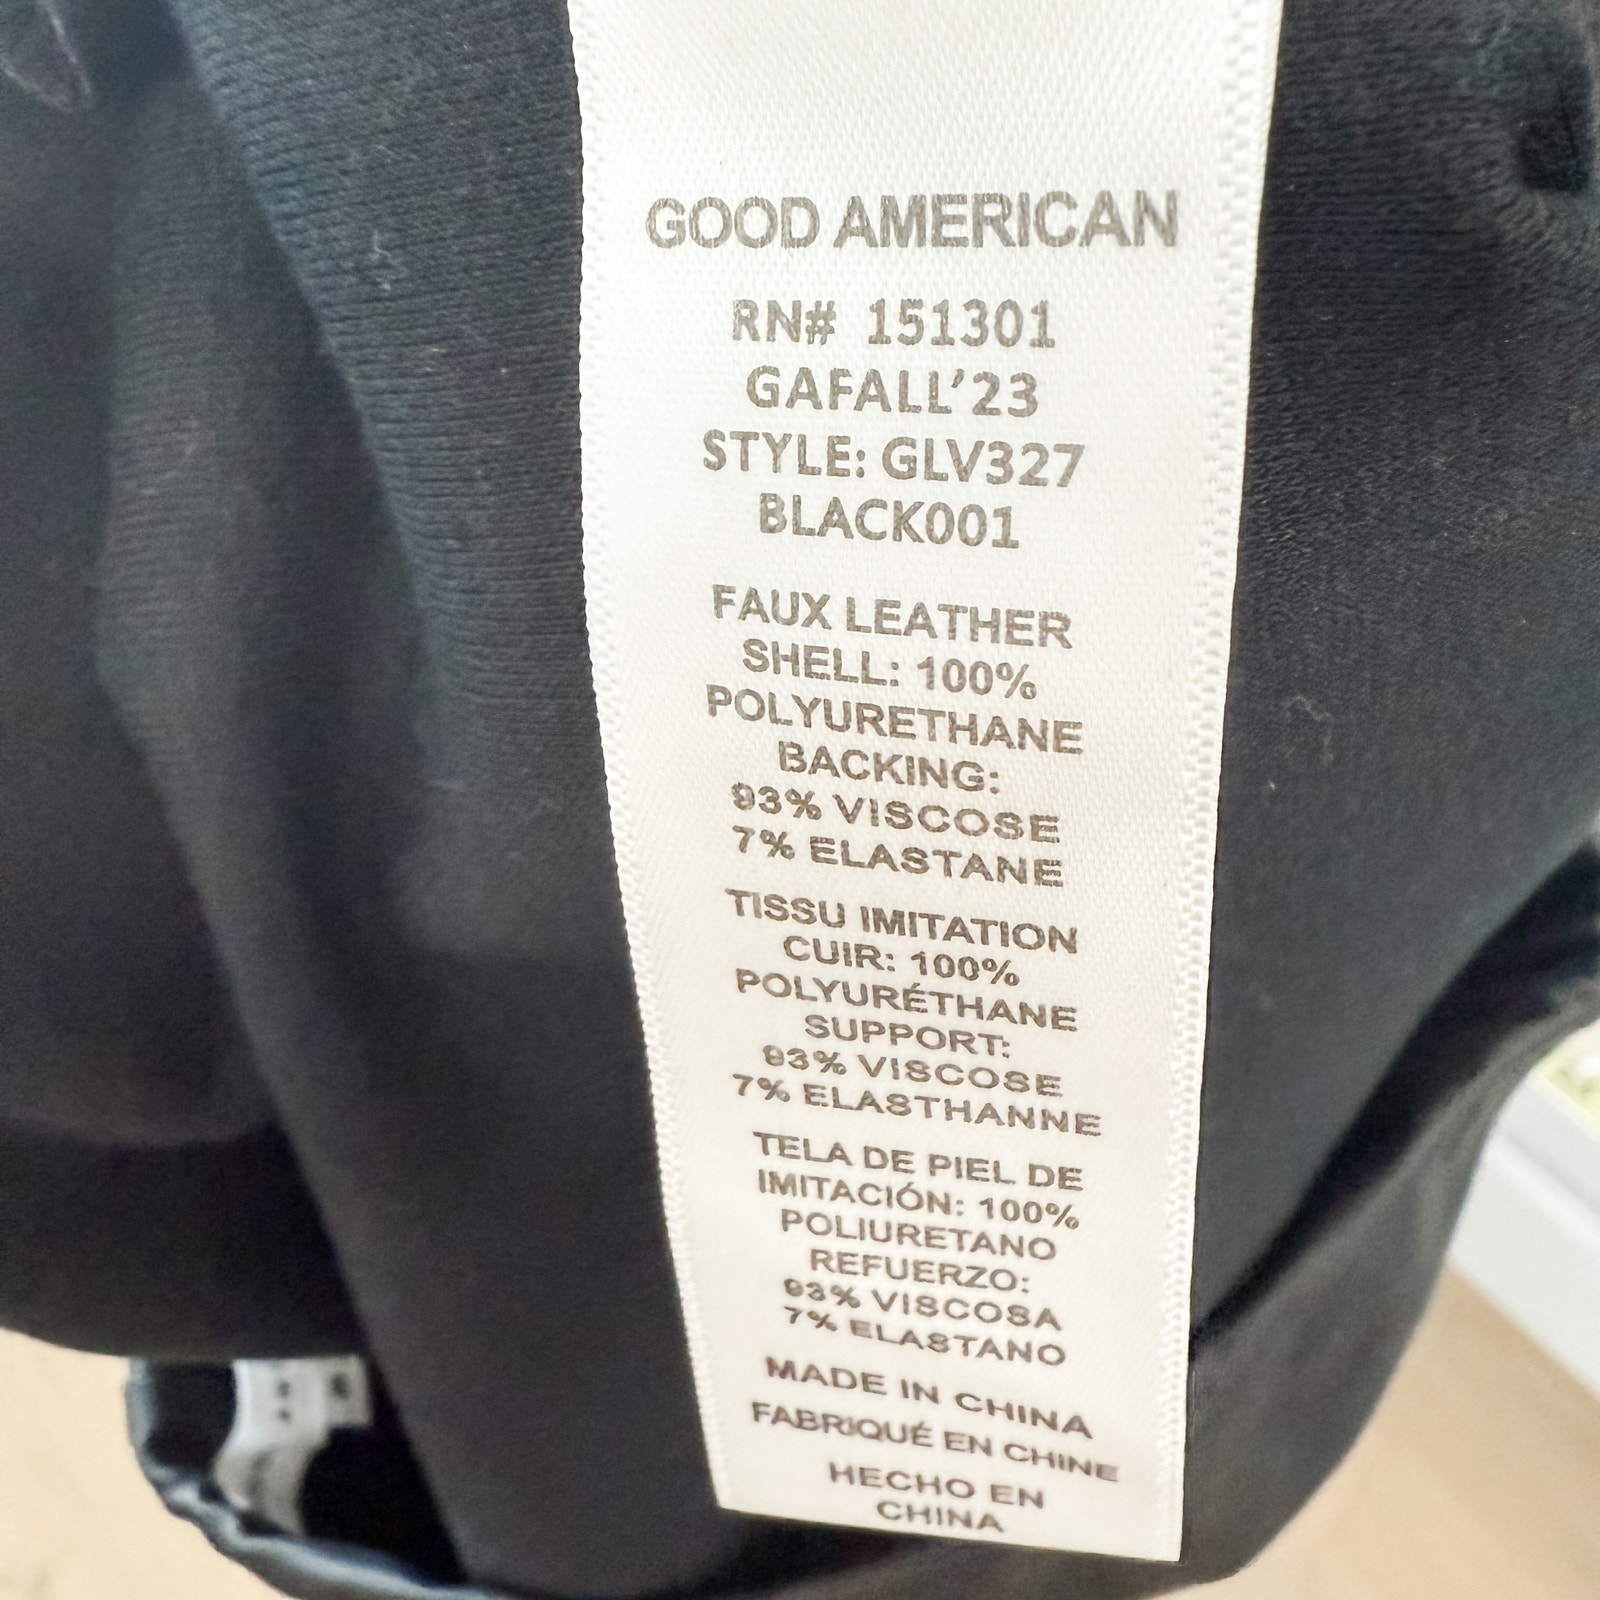 GOOD AMERICAN
RN# 151301
GAFALL’23
STYLE: GLV327
BLACK001
FAUX LEATHER
SHELL: 100%
POLYURETHANE
BACKING:
93% VISCOSE
7% ELASTANE
TISSU IMITATION
CUIR: 100%
POLYURÉTHANE
SUPPORT:
93% VISCOSE
7% ELASTHANNE
TELA DE PIEL DE
IMITACIÓN: 100%
POLIURETANO
REFUERZO:
93% VISCOSA
7% ELASTANO
MADE IN CHINA
FABRIQUÉ EN CHINE
HECHO EN
CHINA